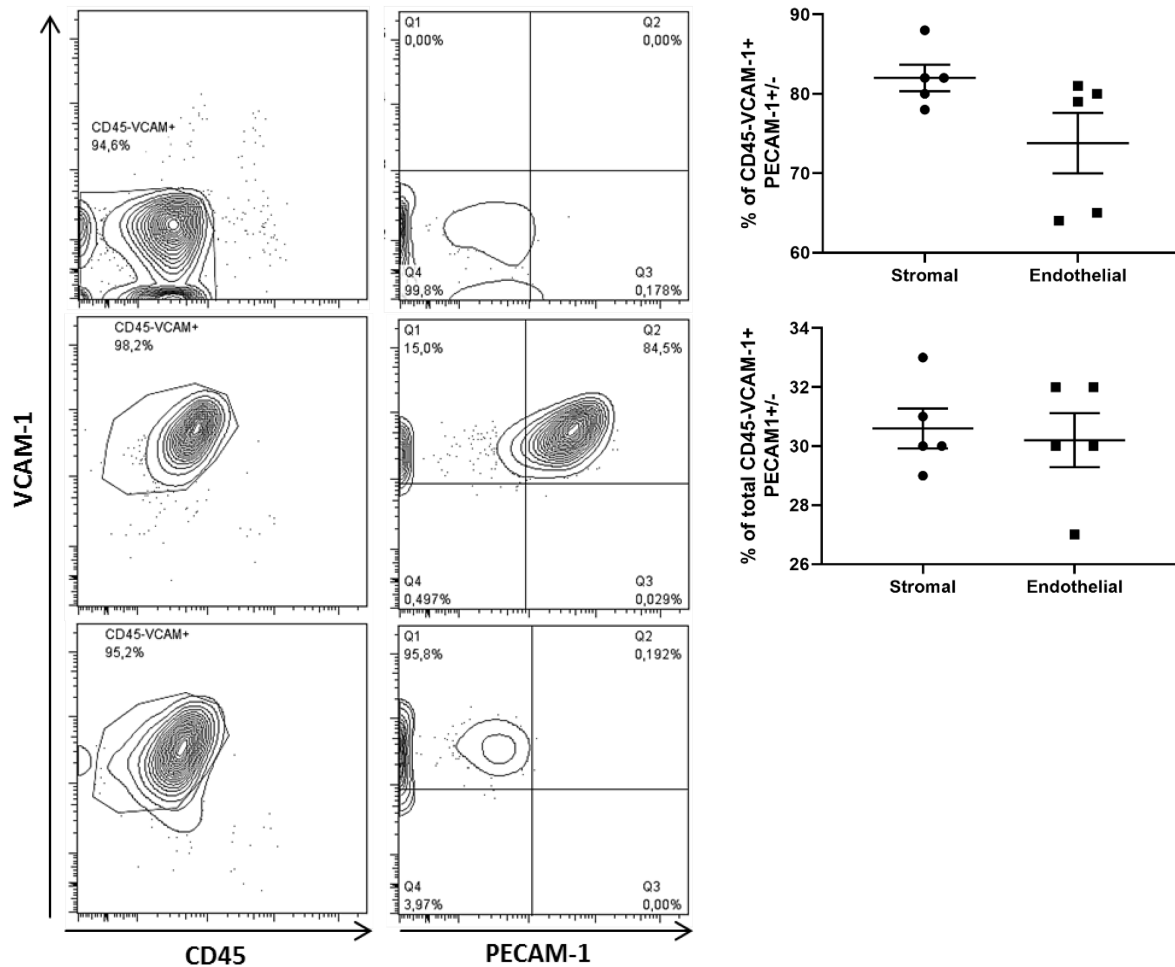 VCAM-1
CD45-VCAM+
94,6%
Q1
0,00%
Q2
0,00%
Q4
99,8%
Q3
0,178%
CD45-VCAM+
98,2%
Q1
15,0%
Q2
84,5%
Q4
0,497%
Q3
0,029%
CD45-VCAM+
95,2%
Q1
95,8%
Q2
0,192%
Q4
3,97%
Q3
0,00%
CD45
PECAM-1
% of CD45-VCAM-1+
PECAM-1+/-
90
80
70
60
Stromal
Endothelial
% of total CD45-VCAM-1+
PECAM1+/-
34
32
30
28
26
Stromal
Endothelial